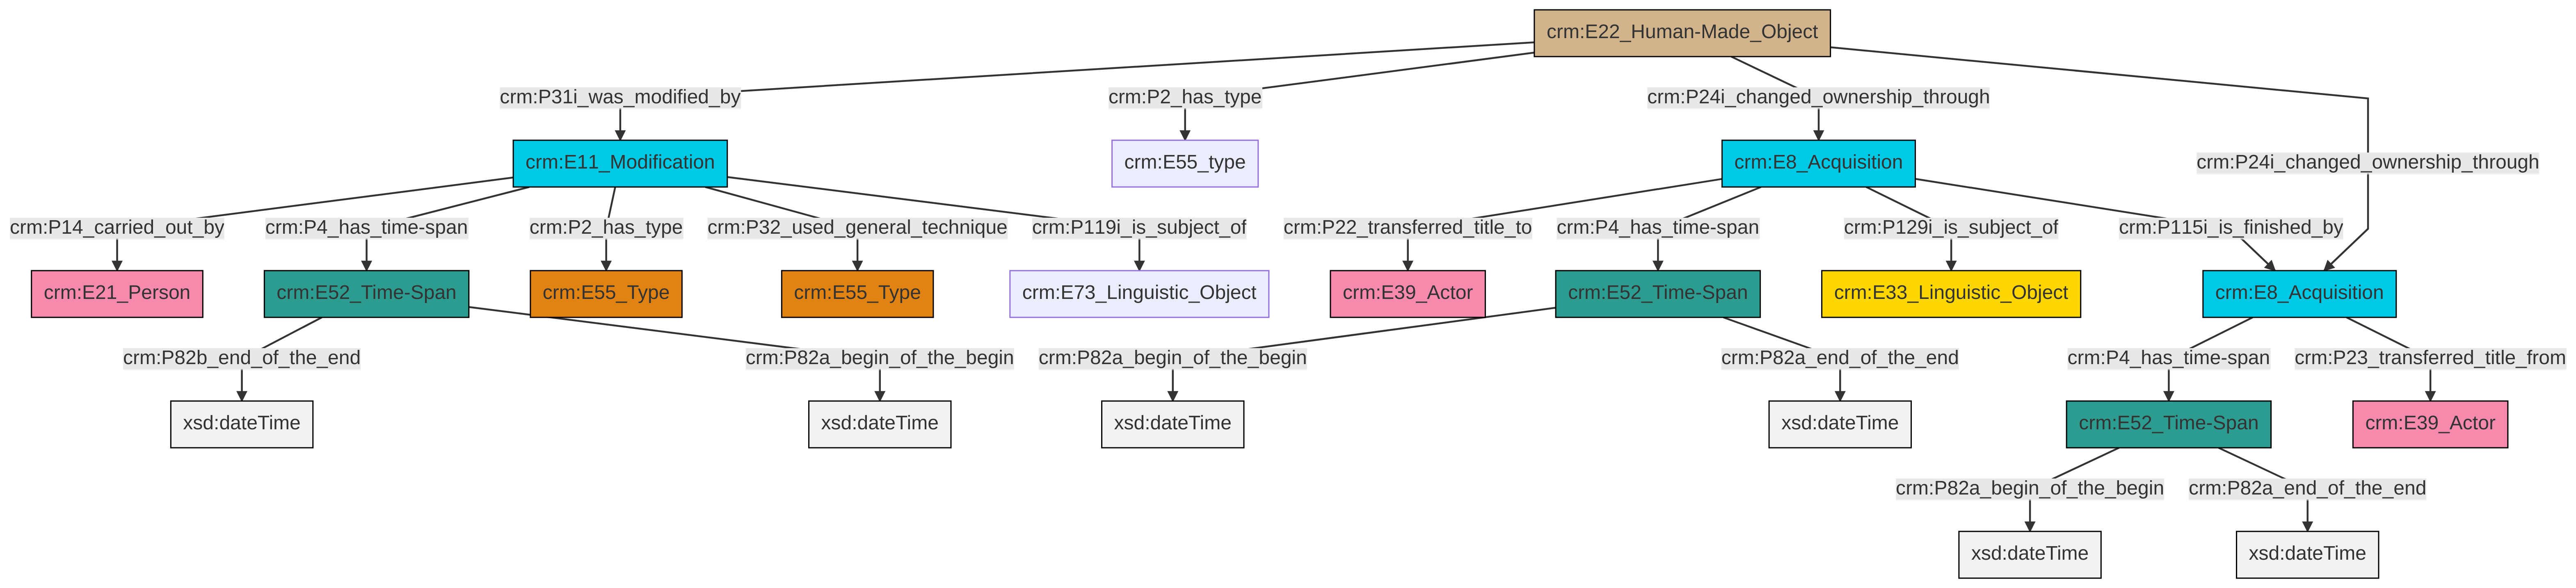 crm:E22_Human-Made_Object
crm:P31i_was_modified_by
crm:P2_has_type
crm:P24i_changed_ownership_through
crm:E11_Modification
crm:E55_type
crm:E8_Acquisition
crm:P24i_changed_ownership_through
crm:P14_carried_out_by
crm:P4_has_time-span
crm:P2_has_type
crm:P32_used_general_technique
crm:P119i_is_subject_of
crm:P22_transferred_title_to
crm:P4_has_time-span
crm:P129i_is_subject_of
crm:P115i_is_finished_by
crm:E21_Person
crm:E52_Time-Span
crm:E55_Type
crm:E55_Type
crm:E73_Linguistic_Object
crm:E39_Actor
crm:E52_Time-Span
crm:E33_Linguistic_Object
crm:E8_Acquisition
crm:P82b_end_of_the_end
crm:P82a_begin_of_the_begin
crm:P82a_begin_of_the_begin
crm:P82a_end_of_the_end
crm:P4_has_time-span
crm:P23_transferred_title_from
xsd:dateTime
xsd:dateTime
xsd:dateTime
xsd:dateTime
crm:E52_Time-Span
crm:E39_Actor
crm:P82a_begin_of_the_begin
crm:P82a_end_of_the_end
xsd:dateTime
xsd:dateTime